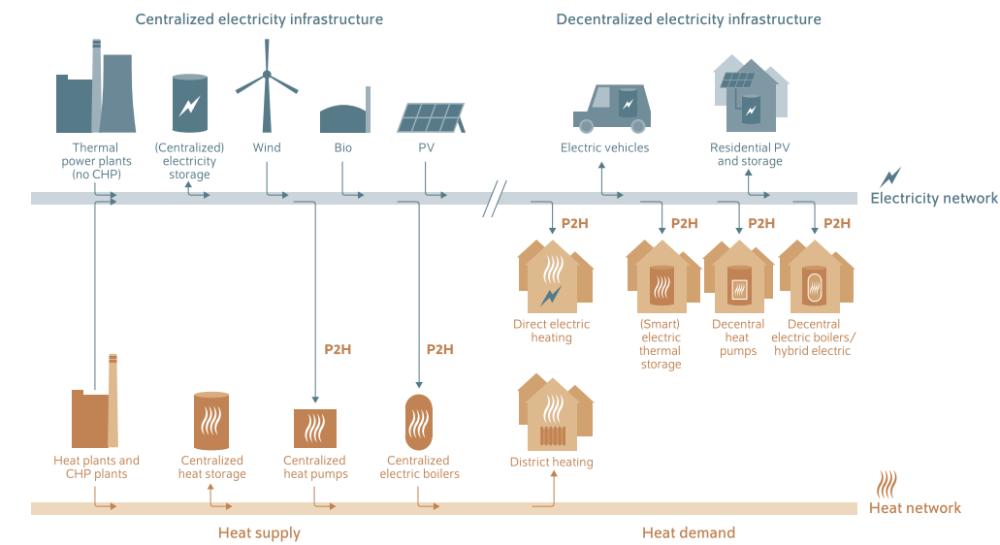 Centralized electricity infrastructure
Decentralized electricity infrastructure
Thermal
power plants
(no CHP)
(Centralized)
electricity
storage
Wind
Bio
PV
Electric vehicles
Residential PV
and storage
Electricity network
P2H
P2H
P2H
P2H
Direct electric
heating
(Smart)
electric
thermal
storage
Decentral
heat
pumps
Decentral
electric boilers/
hybrid electric
P2H
P2H
Heat plants and
CHP plants
Centralized
heat storage
Centralized
heat pumps
Centralized
electric boilers
District heating
Heat network
Heat supply
Heat demand